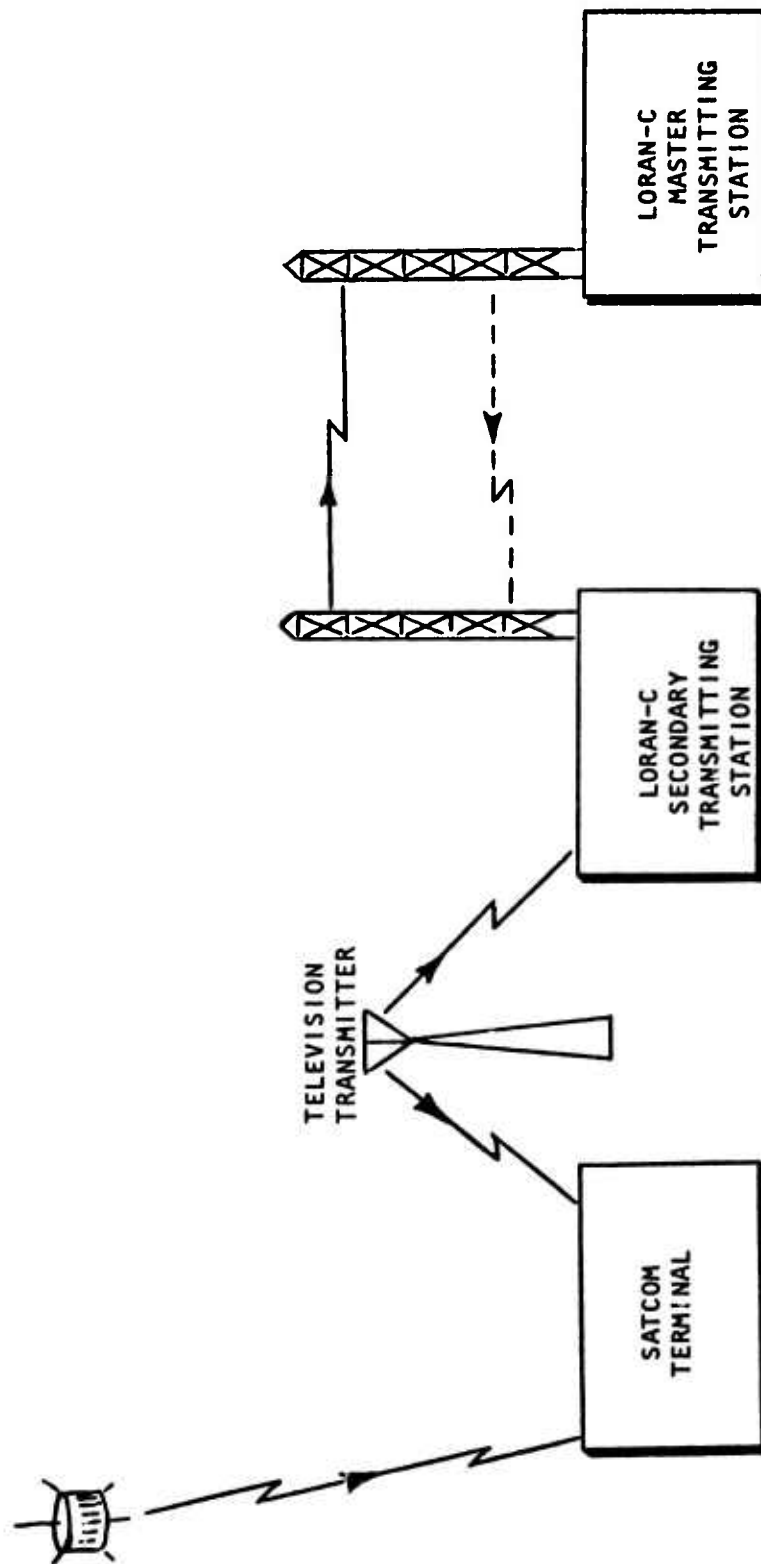 TELEVISION
TRANSMITTER
SATCOM
TERMINAL
LORAN-C
SECONDARY
TRANSMITTING
STATION
LORAN-C
MASTER
TRANSMITTING
STATION